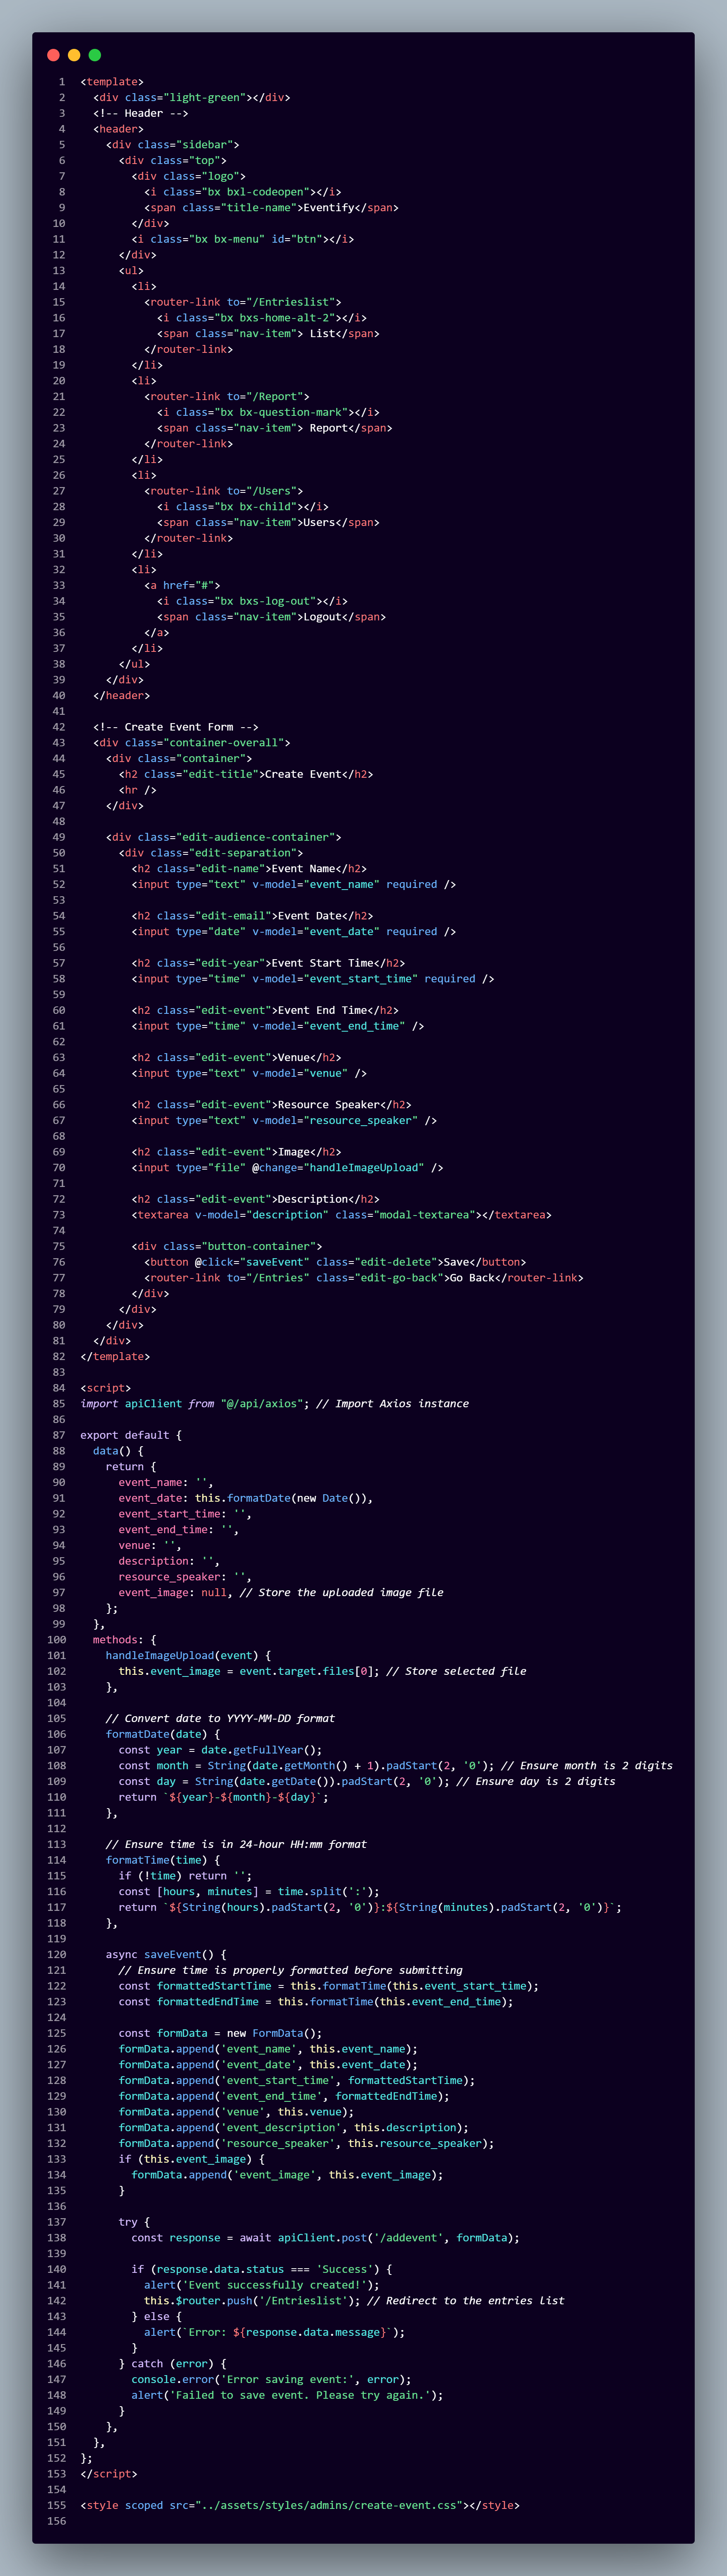 1 <template>
2   <div class="light-green"></div>
3   <!-- Header -->
4   <header>
5     <div class="sidebar">
6       <div class="top">
7         <div class="logo">
8           <i class="bx bxl-codeopen"></i>
9           <span class="title-name">Eventify</span>
10         </div>
11         <i class="bx bx-menu" id="btn"></i>
12       </div>
13       <ul>
14         <li>
15           <router-link to="/Entrieslist">
16             <i class="bx bxs-home-alt-2"></i>
17             <span class="nav-item"> List</span>
18           </router-link>
19         </li>
20         <li>
21           <router-link to="/Report">
22             <i class="bx bx-question-mark"></i>
23             <span class="nav-item"> Report</span>
24           </router-link>
25         </li>
26         <li>
27           <router-link to="/Users">
28             <i class="bx bx-child"></i>
29             <span class="nav-item">Users</span>
30           </router-link>
31         </li>
32         <li>
33           <a href="#">
34             <i class="bx bxs-log-out"></i>
35             <span class="nav-item">Logout</span>
36           </a>
37         </li>
38       </ul>
39     </div>
40   </header>
41
42   <!-- Create Event Form -->
43   <div class="container-overall">
44     <div class="container">
45       <h2 class="edit-title">Create Event</h2>
46       <hr />
47     </div>
48
49     <div class="edit-audience-container">
50       <div class="edit-separation">
51         <h2 class="edit-name">Event Name</h2>
52         <input type="text" v-model="event_name" required />
53
54         <h2 class="edit-email">Event Date</h2>
55         <input type="date" v-model="event_date" required />
56
57         <h2 class="edit-year">Event Start Time</h2>
58         <input type="time" v-model="event_start_time" required />
59
60         <h2 class="edit-event">Event End Time</h2>
61         <input type="time" v-model="event_end_time" />
62
63         <h2 class="edit-event">Venue</h2>
64         <input type="text" v-model="venue" />
65
66         <h2 class="edit-event">Resource Speaker</h2>
67         <input type="text" v-model="resource_speaker" />
68
69         <h2 class="edit-event">Image</h2>
70         <input type="file" @change="handleImageUpload" />
71
72         <h2 class="edit-event">Description</h2>
73         <textarea v-model="description" class="modal-textarea"></textarea>
74
75         <div class="button-container">
76           <button @click="saveEvent" class="edit-delete">Save</button>
77           <router-link to="/Entries" class="edit-go-back">Go Back</router-link>
78         </div>
79       </div>
80     </div>
81   </div>
82 </template>
83
84 <script>
85 import apiClient from "@/api/axios"; // Import Axios instance
86
87 export default {
88   data() {
89     return {
90       event_name: '',
91       event_date: this.formatDate(new Date()),
92       event_start_time: '',
93       event_end_time: '',
94       venue: '',
95       description: '',
96       resource_speaker: '',
97       event_image: null, // Store the uploaded image file
98     };
99   },
100   methods: {
101     handleImageUpload(event) {
102       this.event_image = event.target.files[0]; // Store selected file
103     },
104
105     // Convert date to YYYY-MM-DD format
106     formatDate(date) {
107       const year = date.getFullYear();
108       const month = String(date.getMonth() + 1).padStart(2, '0'); // Ensure month is 2 digits
109       const day = String(date.getDate()).padStart(2, '0'); // Ensure day is 2 digits
110       return `${year}-${month}-${day}`;
111     },
112
113     // Ensure time is in 24-hour HH:mm format
114     formatTime(time) {
115       if (!time) return '';
116       const [hours, minutes] = time.split(':');
117       return `${String(hours).padStart(2, '0')}:${String(minutes).padStart(2, '0')}`;
118     },
119
120     async saveEvent() {
121       // Ensure time is properly formatted before submitting
122       const formattedStartTime = this.formatTime(this.event_start_time);
123       const formattedEndTime = this.formatTime(this.event_end_time);
124
125       const formData = new FormData();
126       formData.append('event_name', this.event_name);
127       formData.append('event_date', this.event_date);
128       formData.append('event_start_time', formattedStartTime);
129       formData.append('event_end_time', formattedEndTime);
130       formData.append('venue', this.venue);
131       formData.append('event_description', this.description);
132       formData.append('resource_speaker', this.resource_speaker);
133       if (this.event_image) {
134         formData.append('event_image', this.event_image);
135       }
136
137       try {
138         const response = await apiClient.post('/addevent', formData);
139
140         if (response.data.status === 'Success') {
141           alert('Event successfully created!');
142           this.$router.push('/Entrieslist'); // Redirect to the entries list
143         } else {
144           alert(`Error: ${response.data.message}`);
145         }
146       } catch (error) {
147         console.error('Error saving event:', error);
148         alert('Failed to save event. Please try again.');
149       }
150     },
151   },
152 };
153 </script>
154
155 <style scoped src="../assets/styles/admins/create-event.css"></style>
156